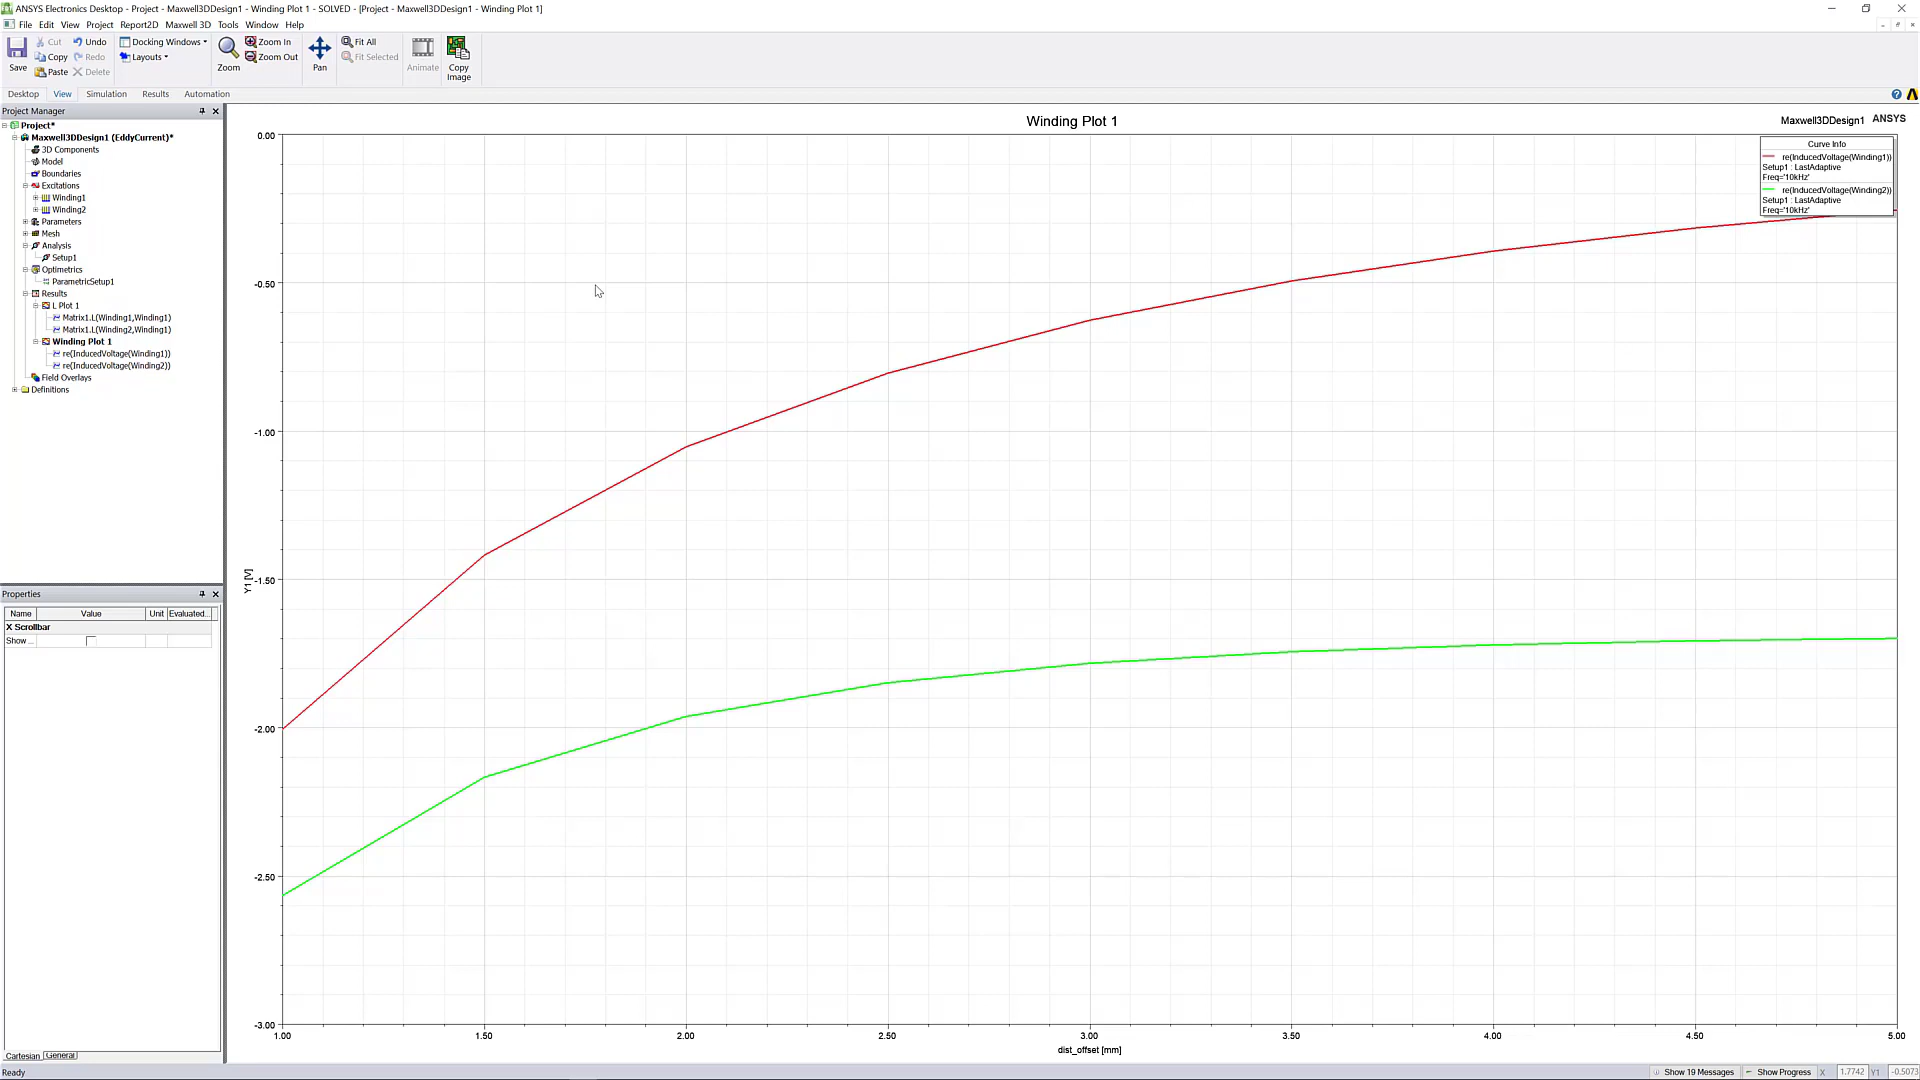 ANSYS Electronics Desktop - Project - Maxwell3DDesign1 - Winding Plot 1 - SOLVED - [Project - Maxwell3DDesign1 - Winding Plot 1]
File Edit View Project Report2D Maxwell 3D Tools Window Help
Save
Cut
Copy
Paste
Undo
Redo
Delete
Docking Windows
Layouts
Zoom
Zoom In
Zoom Out
Pan
Fit All
Fit Selected
Animate
Copy
Image
Desktop View Simulation Results Automation
Project Manager
Project*
Maxwell3DDesign1 (EddyCurrent)*
3D Components
Model
Boundaries
Excitations
Winding1
Winding2
Parameters
Mesh
Analysis
Setup1
Optimetrics
ParametricSetup1
Results
L Plot 1
Matrix1.L(Winding1,Winding1)
Matrix1.L(Winding2,Winding1)
Winding Plot 1
re(InducedVoltage(Winding1))
re(InducedVoltage(Winding2))
Field Overlays
Definitions
Properties
Name Value Unit Evaluated...
X Scrollbar
Show ...
Cartesian General
Winding Plot 1
Maxwell3DDesign1 ANSYS
Curve Info
re(InducedVoltage(Winding1))
Setup1 : LastAdaptive
Freq='10kHz'
re(InducedVoltage(Winding2))
Setup1 : LastAdaptive
Freq='10kHz'
0.00
-0.50
-1.00
-1.50
-2.00
-2.50
-3.00
Y1 [V]
1.00 1.50 2.00 2.50 3.00 3.50 4.00 4.50 5.00
dist_offset [mm]
Ready
Show 19 Messages Show Progress X 1.7742 Y1 -0.5073